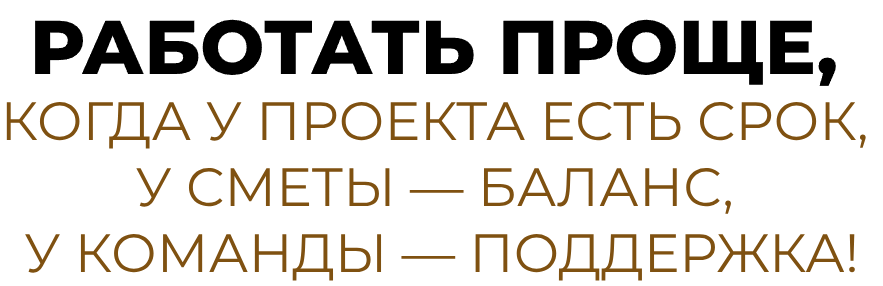 РАБОТАТЬ ПРОЩЕ,
КОГДА У ПРОЕКТА ЕСТЬ СРОК,
У СМЕТЫ — БАЛАНС,
У КОМАНДЫ — ПОДДЕРЖКА!